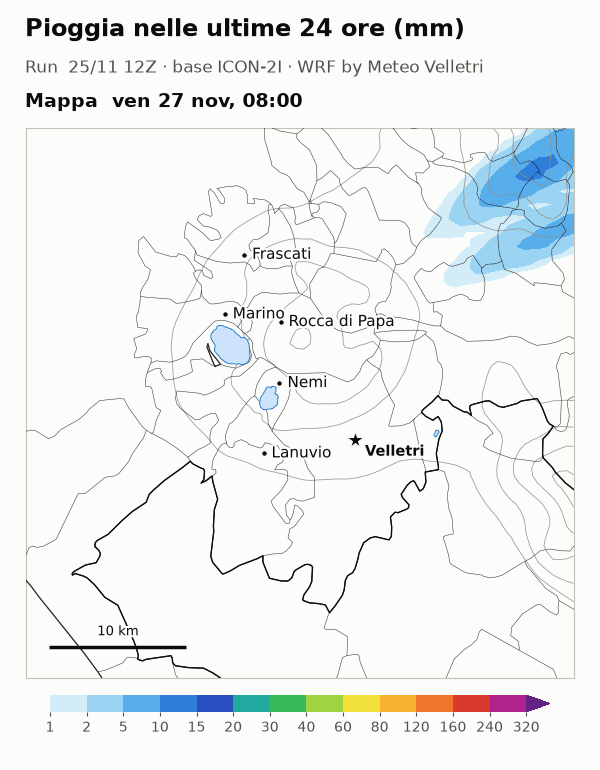 Pioggia nelle ultime 24 ore (mm)
Run  25/11 12Z · base ICON-2I · WRF by Meteo Velletri
Mappa  ven 27 nov, 08:00
Frascati
Marino
Rocca di Papa
Nemi
Velletri
Lanuvio
10 km
1 2 5 10 15 20 30 40 60 80 120 160 240 320